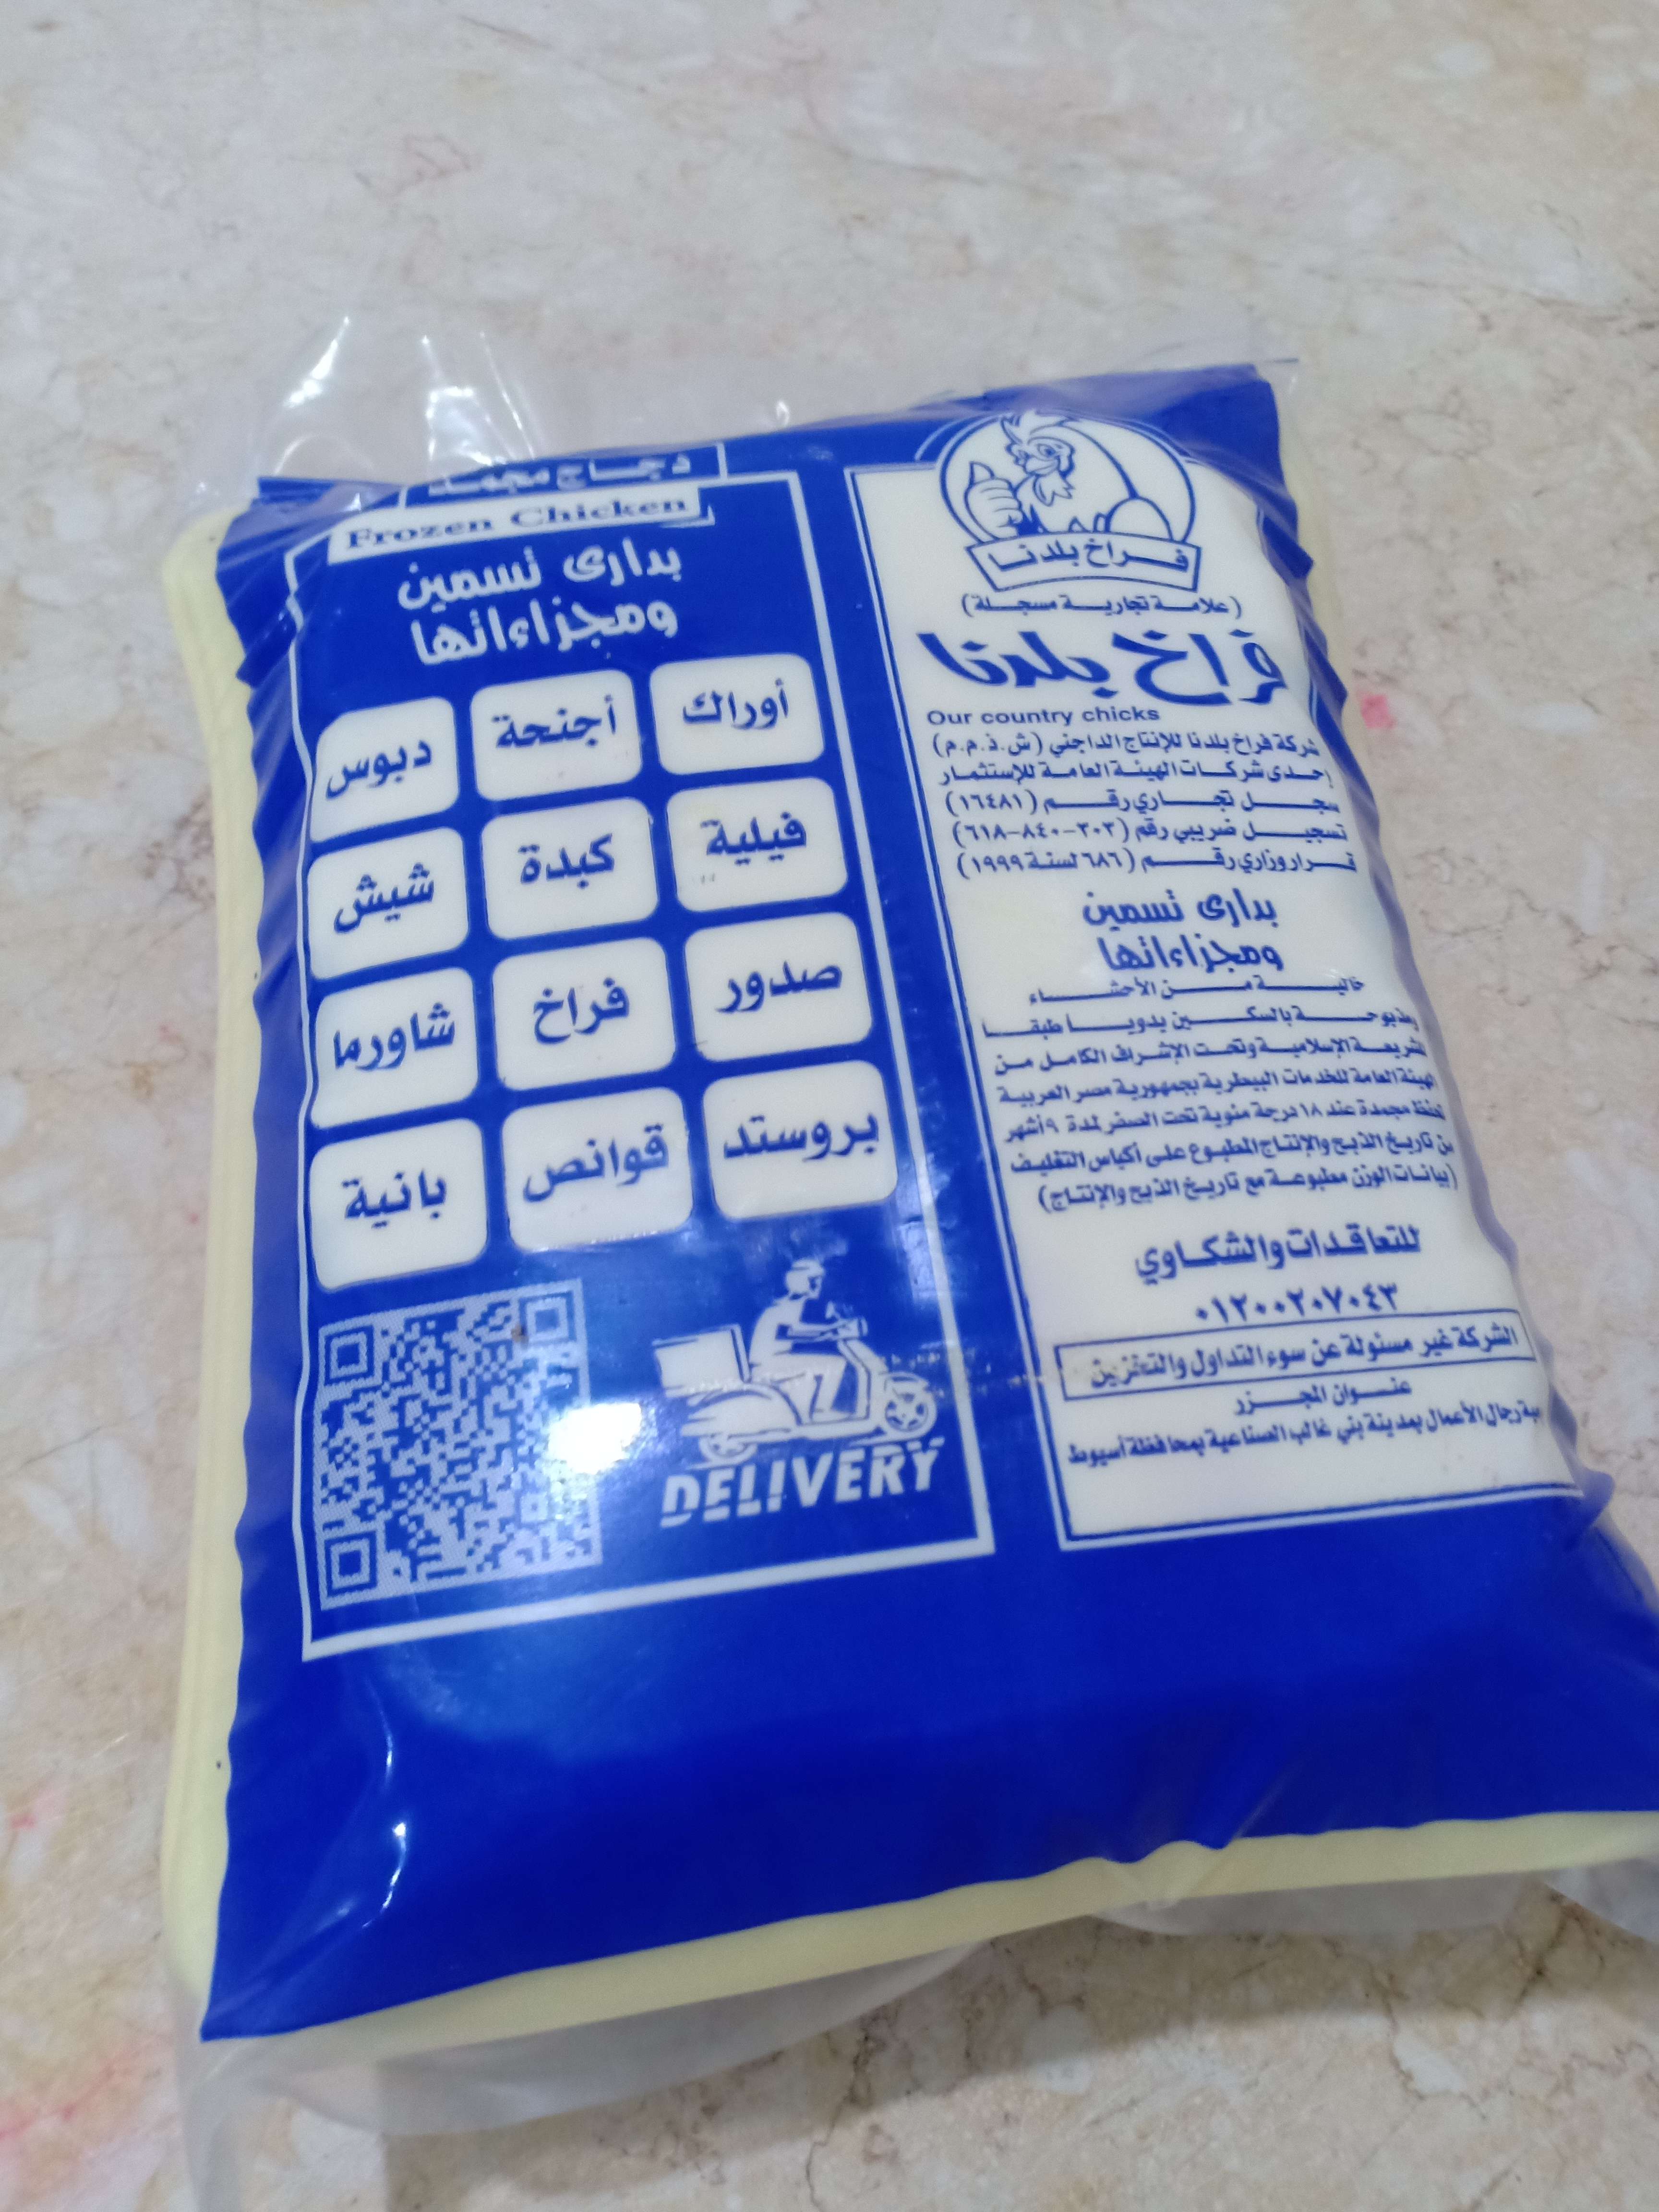 فراخ بلدنا
(علامة تجارية مسجلة)
فراخ بلدنا
Our country chicks
شركة فراخ بلدنا للإنتاج الداجني (ش.ذ.م.م)
إحدى شركات الهيئة العامة للإستثمار
سجل تجاري رقم (١٦٤٨١)
تسجيل ضريبي رقم (٣٠٢-٨٤٠-٦١٨)
قرار وزاري رقم (٦٨٦ لسنة ١٩٩٩)
بدارى تسمين
ومجزاءاتها
خالية من الأحشاء
ومذبوحة بالسكين يدويا طبقا
للشريعة الإسلامية وتحت الإشراف الكامل من
الهيئة العامة للخدمات البيطرية بجمهورية مصر العربية
تحفظ مجمدة عند ١٨ درجة مئوية تحت الصفر لمدة ٩ أشهر
من تاريخ الذبح والإنتاج المطبوع على أكياس التغليف
(بيانات الوزن مطبوعة مع تاريخ الذبح والإنتاج)
للتعاقدات والشكاوي
٠١٢٠٠٢٠٧٠٤٣
الشركة غير مسئولة عن سوء التداول والتخزين
عنوان المجزر
رجال الأعمال بمدينة بني غالب الصناعية بمحافظة أسيوط
دجاج مجمد
Frozen Chicken
بدارى تسمين
ومجزاءاتها
أوراك أجنحة دبوس
فيلية كبدة شيش
صدور فراخ شاورما
بروستد قوانص بانية
DELIVERY